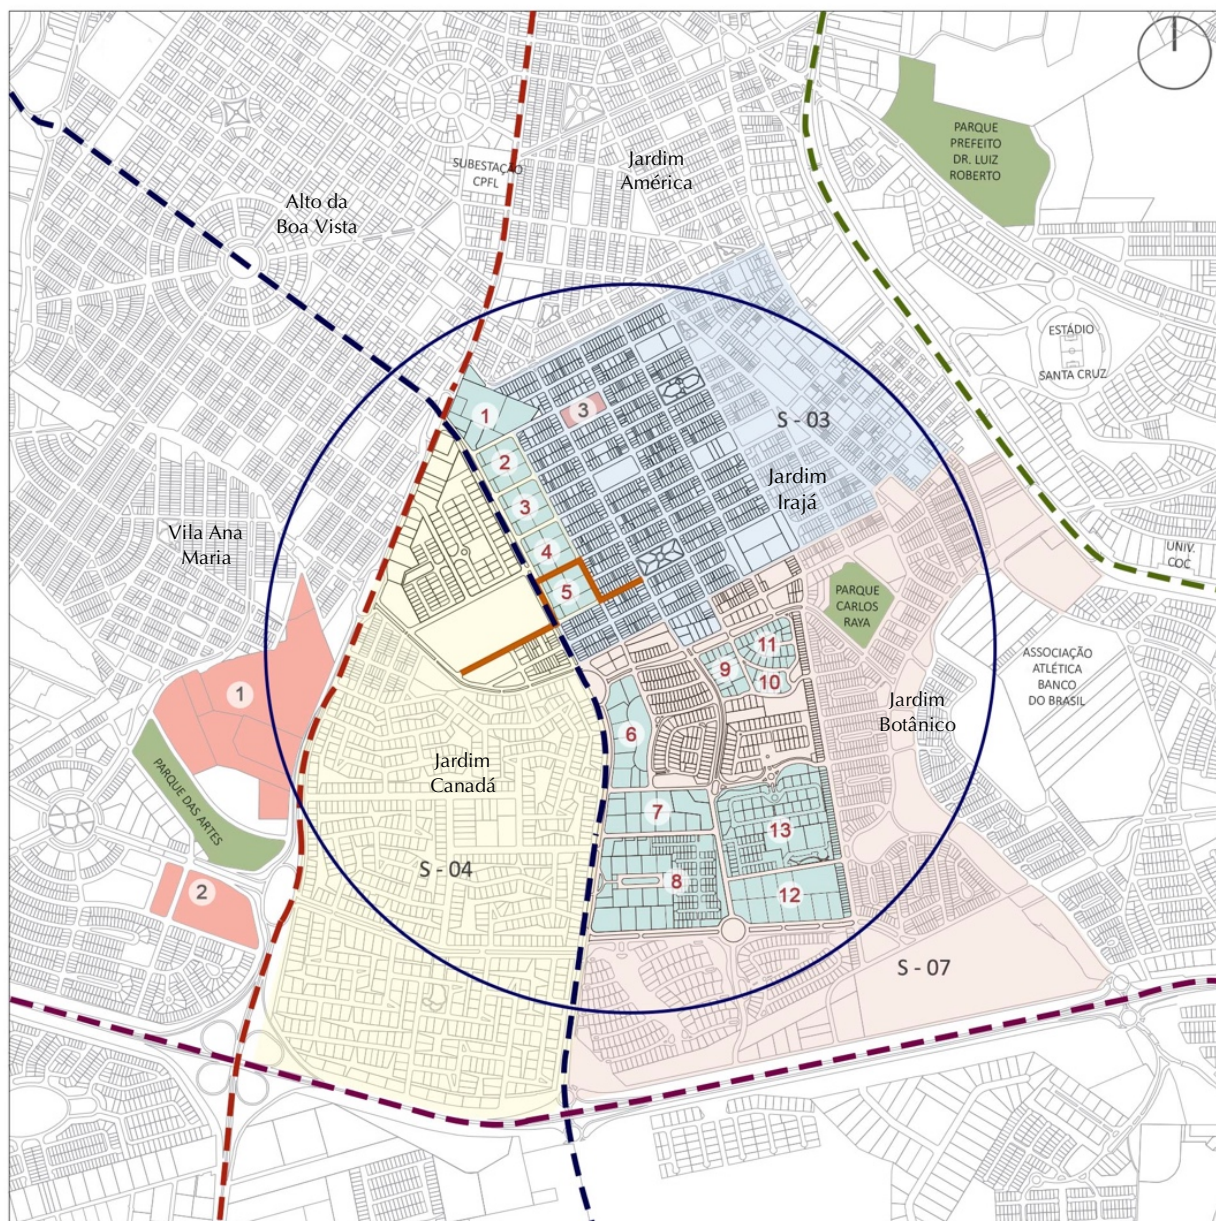 PARQUE
PREFEITO
DR. LUIZ
ROBERTO
Jardim
América
SUBESTAÇÃO
CPFL
Alto da
Boa Vista
ESTÁDIO
SANTA CRUZ
1
3
S - 03
2
Jardim
Irajá
3
Vila Ana
Maria
4
UNIV.
COC
5
PARQUE
CARLOS
RAYA
11
9
10
ASSOCIAÇÃO
ATLÉTICA
BANCO
DO BRASIL
1
Jardim
Botânico
6
Jardim
Canadá
PARQUE DAS ARTES
7
13
S - 04
8
2
12
S - 07